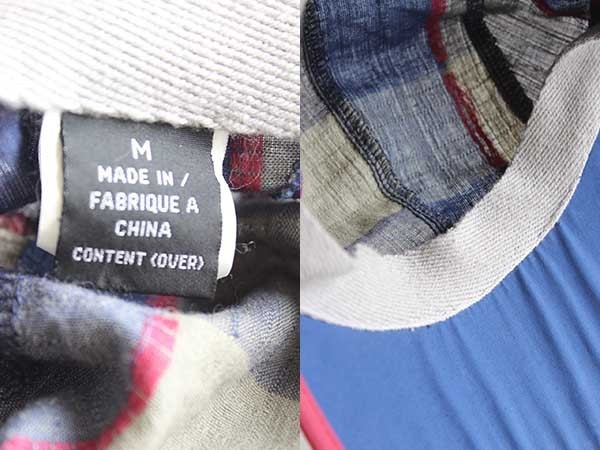 M
MADE IN /
FABRIQUE A
CHINA
CONTENT (OVER)